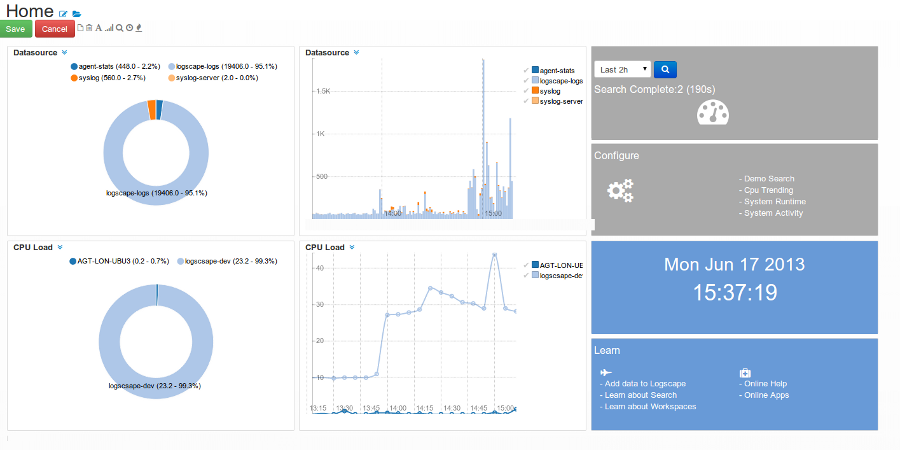 Home
Save Cancel
Datasource
agent-stats (448.0 - 2.2%) logscape-logs (19406.0 - 95.1%)
syslog (560.0 - 2.7%) syslog-server (2.0 - 0.0%)
logscape-logs (19406.0 - 95.1%)
Datasource
1.5K
1K
500
14:00 15:00
agent-stats
logscape-logs
syslog
syslog-server
Last 2h
Search Complete:2 (190s)
Configure
- Demo Search
- Cpu Trending
- System Runtime
- System Activity
CPU Load
AGT-LON-UBU3 (0.2 - 0.7%) logscsape-dev (23.2 - 99.3%)
logscsape-dev (23.2 - 99.3%)
CPU Load
40
30
20
10
13:15 13:30 13:45 14:00 14:15 14:30 14:45 15:00
AGT-LON-UE
logscsape-de
Mon Jun 17 2013
15:37:19
Learn
- Add data to Logscape
- Learn about Search
- Learn about Workspaces
- Online Help
- Online Apps